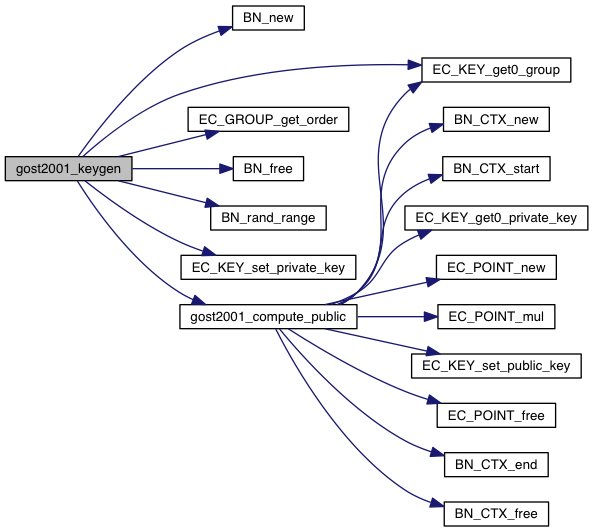 BN_new
EC_KEY_get0_group
EC_GROUP_get_order
BN_CTX_new
gost2001_keygen
BN_free
BN_CTX_start
BN_rand_range
EC_KEY_get0_private_key
EC_KEY_set_private_key
EC_POINT_new
gost2001_compute_public
EC_POINT_mul
EC_KEY_set_public_key
EC_POINT_free
BN_CTX_end
BN_CTX_free